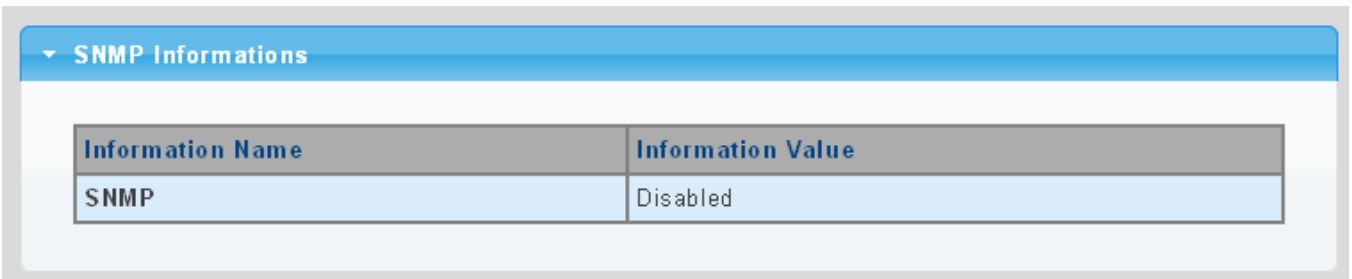 SNMP Informations
Information Name Information Value
SNMP Disabled